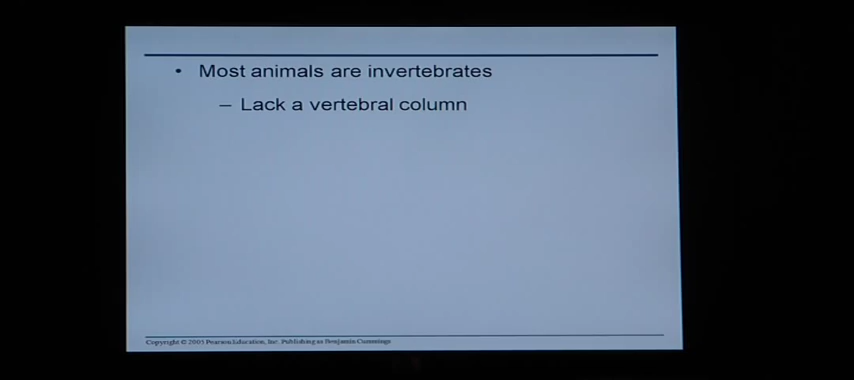 • Most animals are invertebrates
– Lack a vertebral column
Copyright © 2005 Pearson Education, Inc. Publishing as Benjamin Cummings